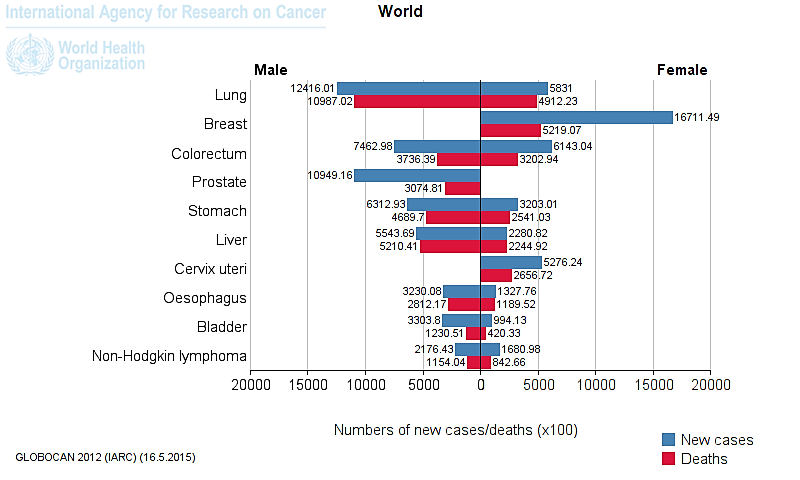 International Agency for Research on Cancer
World
World Health
Organization
Male
Female
Lung
12416.01
5831
10987.02
4912.23
Breast
16711.49
5219.07
Colorectum
7462.98
6143.04
3736.39
3202.94
Prostate
10949.16
3074.81
Stomach
6312.93
3203.01
4689.7
2541.03
Liver
5543.69
2280.82
5210.41
2244.92
Cervix uteri
5276.24
2656.72
Oesophagus
3230.08
1327.76
2812.17
1189.52
Bladder
3303.8
994.13
1230.51
420.33
Non-Hodgkin lymphoma
2176.43
1680.98
1154.04
842.66
20000 15000 10000 5000 0 5000 10000 15000 20000
Numbers of new cases/deaths (x100)
New cases
Deaths
GLOBOCAN 2012 (IARC) (16.5.2015)